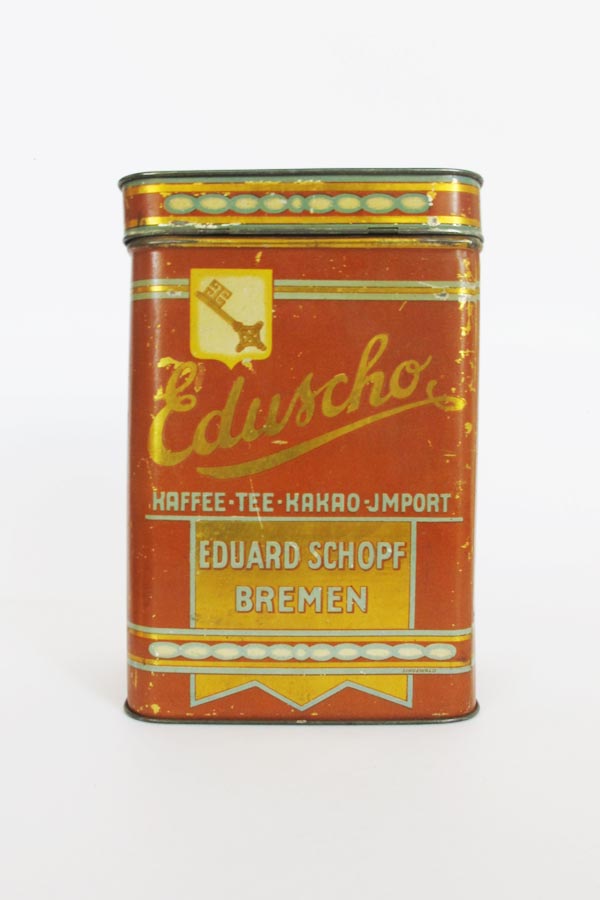 Eduscho
KAFFEE-TEE-KAKAO-JMPORT
EDUARD SCHOPF
BREMEN